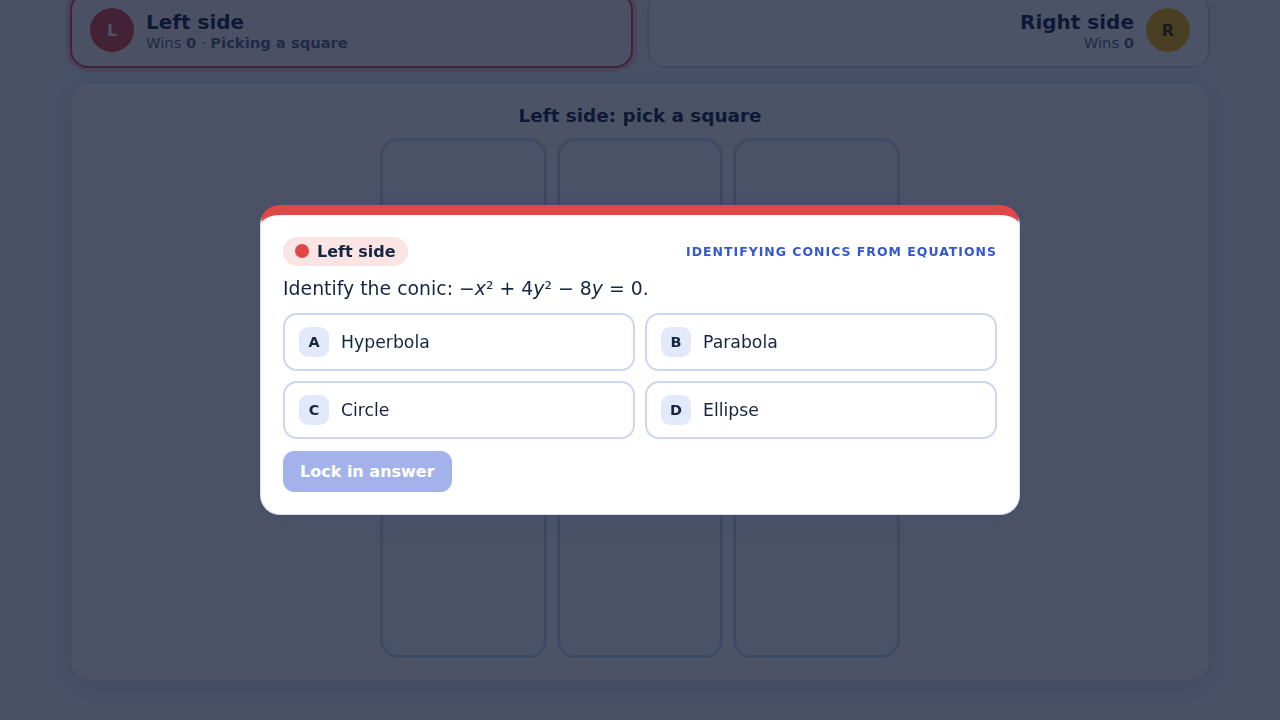 L
Left side
Wins 0 · Picking a square
Right side
Wins 0
R
Left side: pick a square
Left side
IDENTIFYING CONICS FROM EQUATIONS
Identify the conic: −x² + 4y² − 8y = 0.
A Hyperbola
B Parabola
C Circle
D Ellipse
Lock in answer